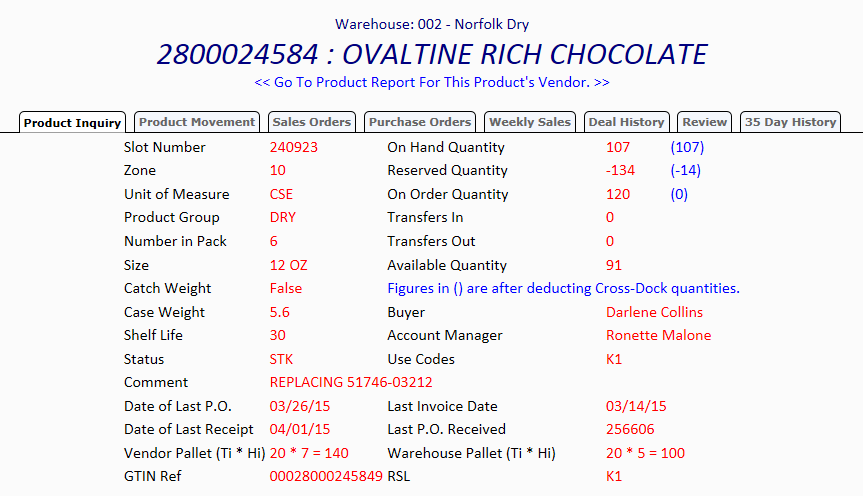 Warehouse: 002 - Norfolk Dry
2800024584 : OVALTINE RICH CHOCOLATE
<< Go To Product Report For This Product's Vendor. >>
Product Inquiry Product Movement Sales Orders Purchase Orders Weekly Sales Deal History Review 35 Day History
Slot Number 240923 On Hand Quantity 107 (107)
Zone 10 Reserved Quantity -134 (-14)
Unit of Measure CSE On Order Quantity 120 (0)
Product Group DRY Transfers In 0
Number in Pack 6 Transfers Out 0
Size 12 OZ Available Quantity 91
Catch Weight False Figures in () are after deducting Cross-Dock quantities.
Case Weight 5.6 Buyer Darlene Collins
Shelf Life 30 Account Manager Ronette Malone
Status STK Use Codes K1
Comment REPLACING 51746-03212
Date of Last P.O. 03/26/15 Last Invoice Date 03/14/15
Date of Last Receipt 04/01/15 Last P.O. Received 256606
Vendor Pallet (Ti * Hi) 20 * 7 = 140 Warehouse Pallet (Ti * Hi) 20 * 5 = 100
GTIN Ref 00028000245849 RSL K1